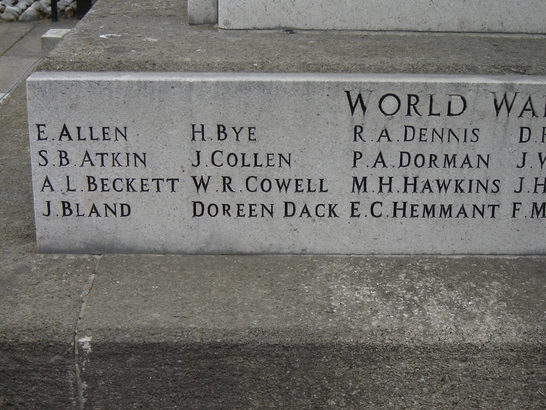 WORLD
E.ALLEN H.BYE R.A.DENNIS
S.B.ATKIN J.COLLEN P.A.DORMAN
A.L.BECKETT W.R.COWELL M.H.HAWKINS
J.BLAND DOREEN DACK E.C.HEMMANT